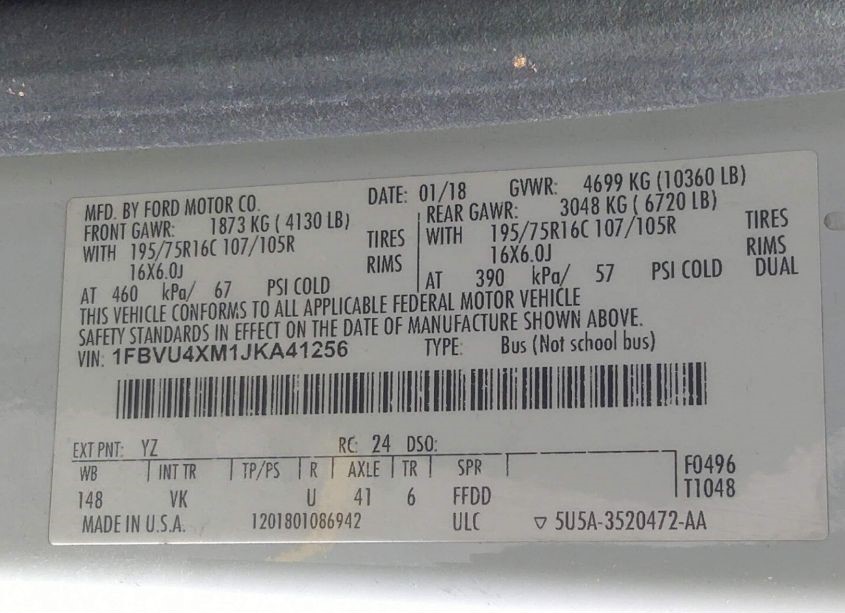 MFD. BY FORD MOTOR CO. DATE: 01/18 GVWR: 4699 KG (10360 LB)
FRONT GAWR: 1873 KG ( 4130 LB) REAR GAWR: 3048 KG ( 6720 LB)
WITH 195/75R16C 107/105R TIRES WITH 195/75R16C 107/105R TIRES
16X6.0J RIMS 16X6.0J RIMS
AT 460 kPa/ 67 PSI COLD AT 390 kPa/ 57 PSI COLD DUAL
THIS VEHICLE CONFORMS TO ALL APPLICABLE FEDERAL MOTOR VEHICLE
SAFETY STANDARDS IN EFFECT ON THE DATE OF MANUFACTURE SHOWN ABOVE.
VIN: 1FBVU4XM1JKA41256 TYPE: Bus (Not school bus)
EXT PNT: YZ RC: 24 DSO:
WB INT TR TP/PS R AXLE TR SPR F0496
148 VK U 41 6 FFDD T1048
MADE IN U.S.A. 1201801086942 ULC ▽ 5U5A-3520472-AA